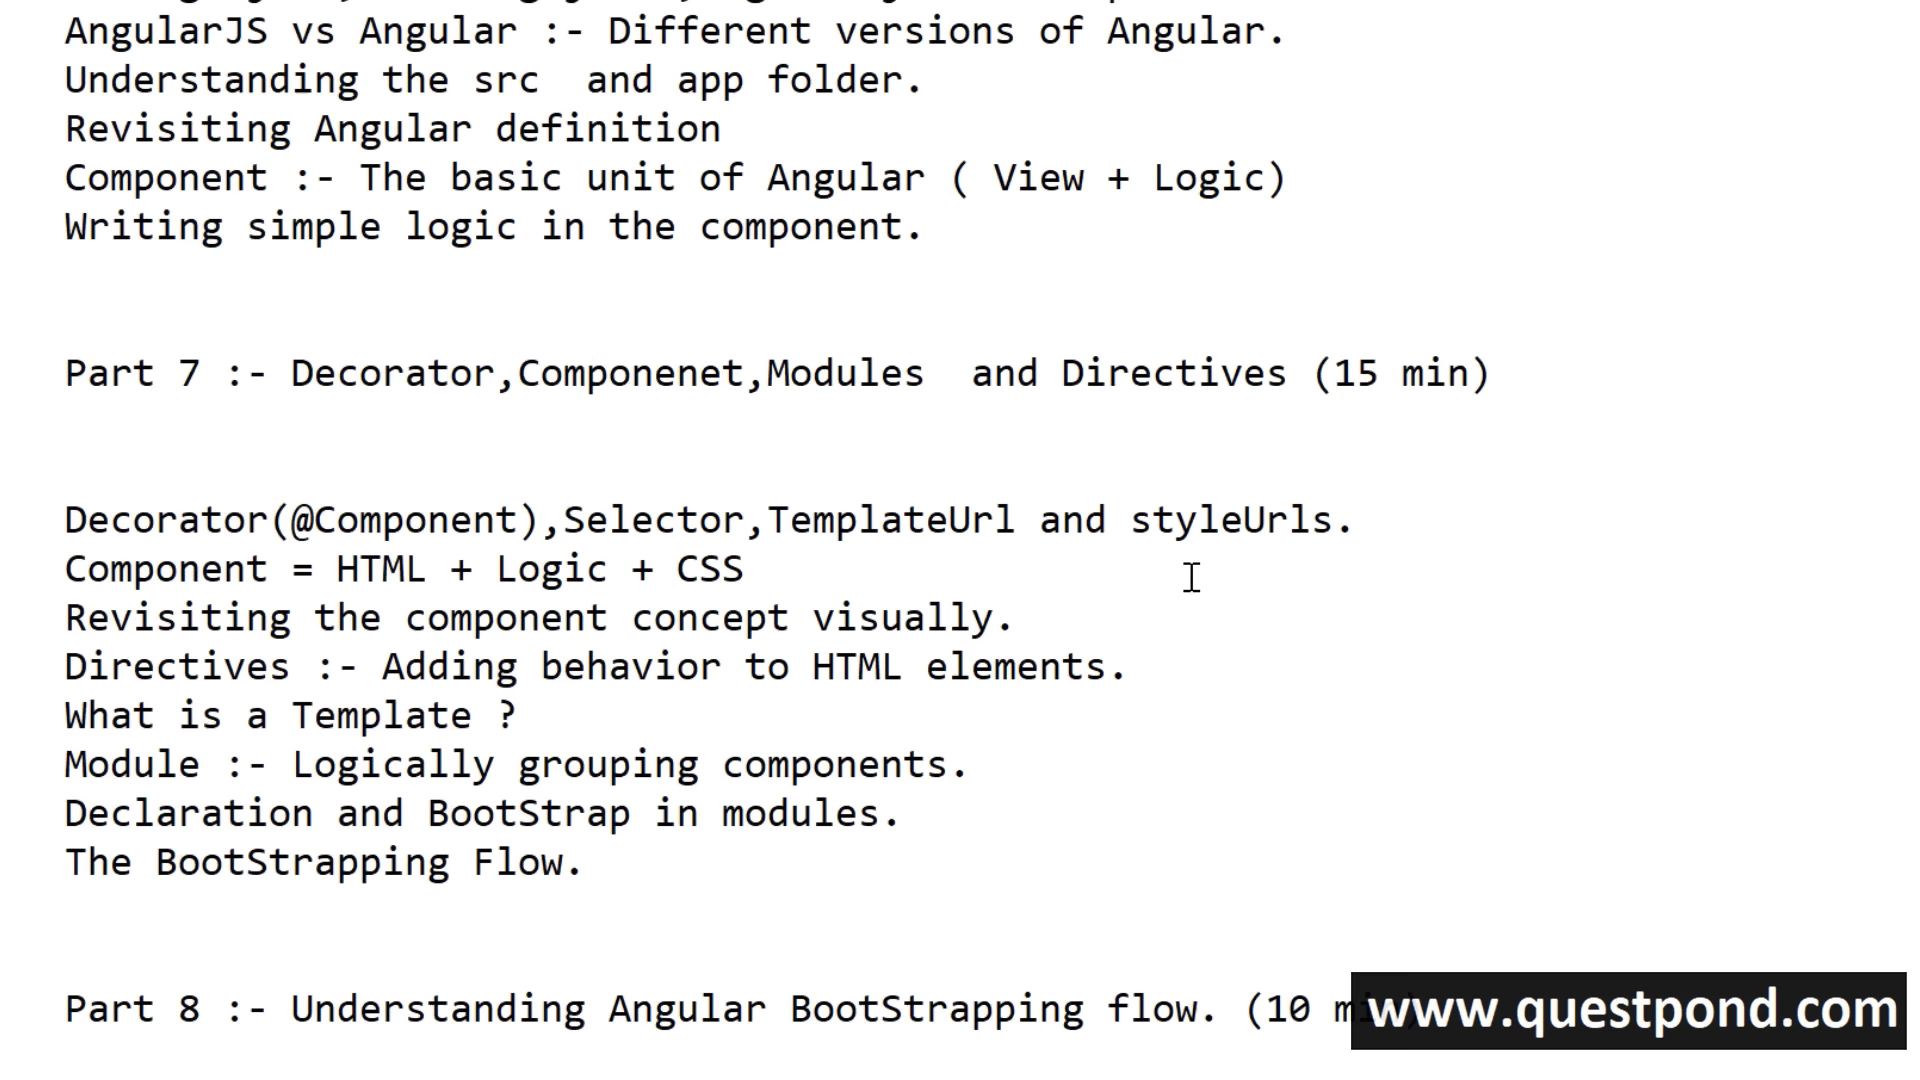 AngularJS vs Angular :- Different versions of Angular.
Understanding the src  and app folder.
Revisiting Angular definition
Component :- The basic unit of Angular ( View + Logic)
Writing simple logic in the component.
Part 7 :- Decorator,Componenet,Modules  and Directives (15 min)
Decorator(@Component),Selector,TemplateUrl and styleUrls.
Component = HTML + Logic + CSS
Revisiting the component concept visually.
Directives :- Adding behavior to HTML elements.
What is a Template ?
Module :- Logically grouping components.
Declaration and BootStrap in modules.
The BootStrapping Flow.
Part 8 :- Understanding Angular BootStrapping flow. (10 min)
www.questpond.com